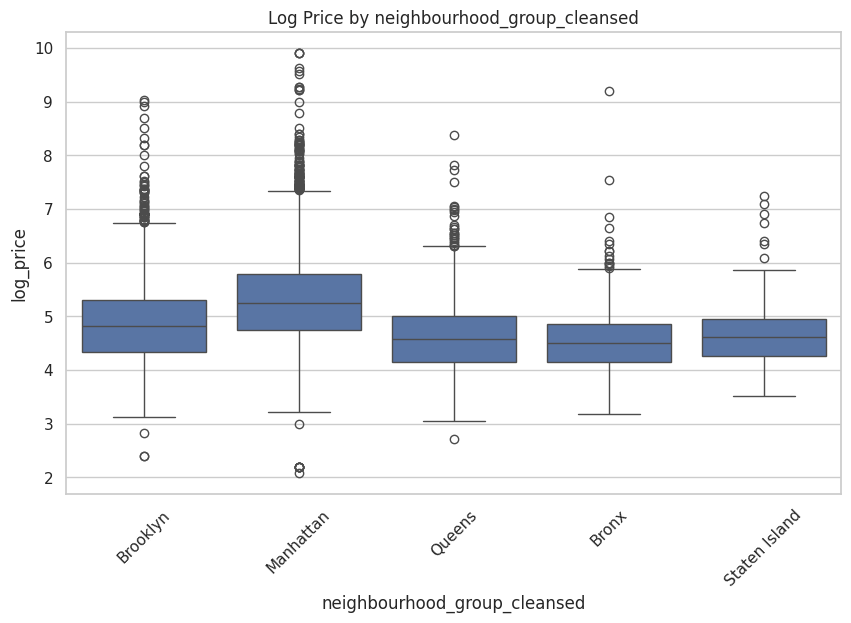 Log Price by neighbourhood_group_cleansed
10
9
8
7
6
5
4
3
2
log_price
Brooklyn
Manhattan
Queens
Bronx
Staten Island
neighbourhood_group_cleansed